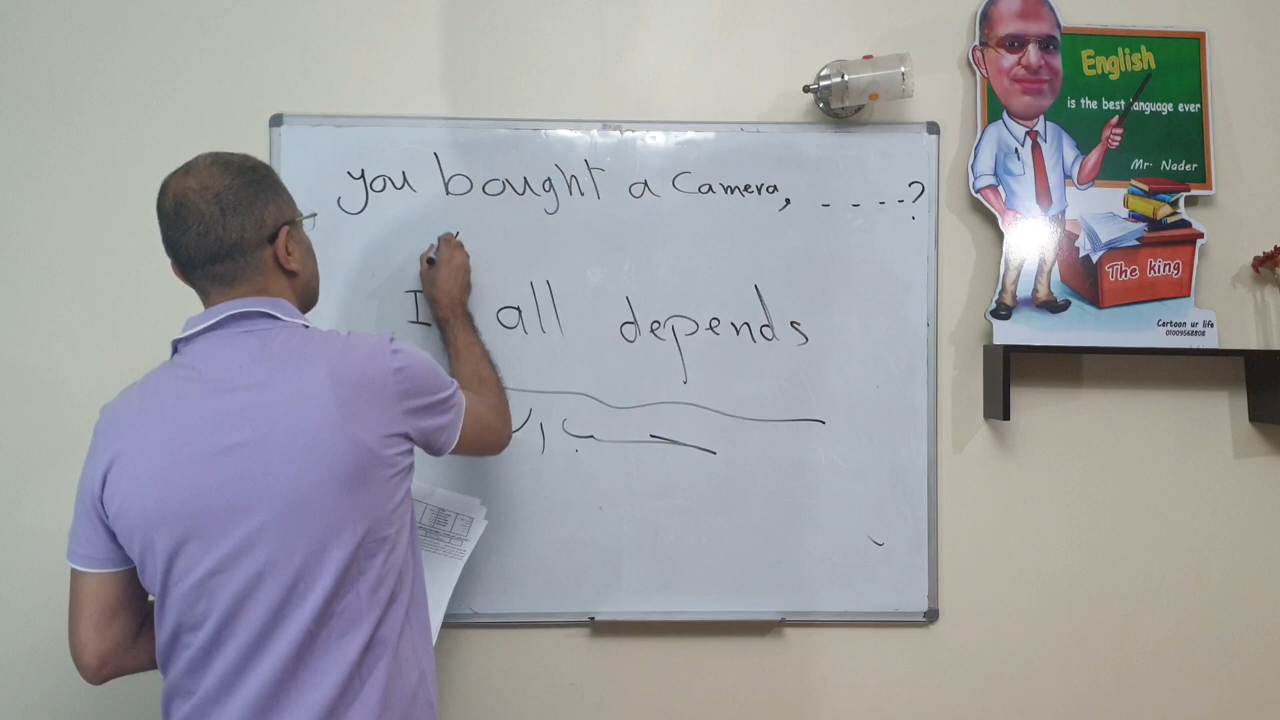 you bought a camera, ----?
I all depends
English
is the best language ever
Mr. Nader
The king
Cartoon ur life
01009568808